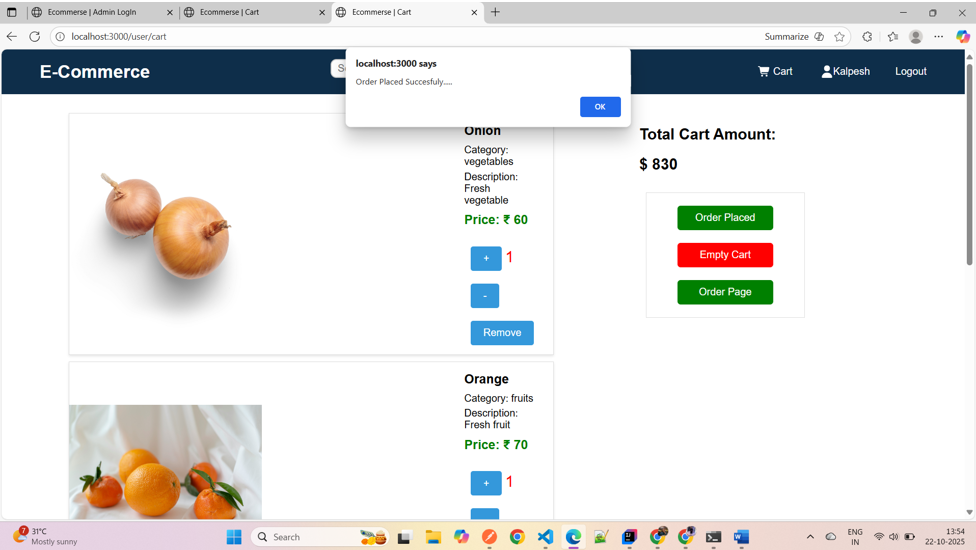 Ecommerse | Admin LogIn
Ecommerse | Cart
Ecommerse | Cart
localhost:3000/user/cart
Summarize
E-Commerce
Cart
Kalpesh
Logout
localhost:3000 says
Order Placed Succesfuly.....
OK
Onion
Category:
vegetables
Description:
Fresh
vegetable
Price: ₹ 60
+ 1
-
Remove
Orange
Category: fruits
Description:
Fresh fruit
Price: ₹ 70
+ 1
Total Cart Amount:
$ 830
Order Placed
Empty Cart
Order Page
7
31°C
Mostly sunny
Search
ENG
IN
13:54
22-10-2025